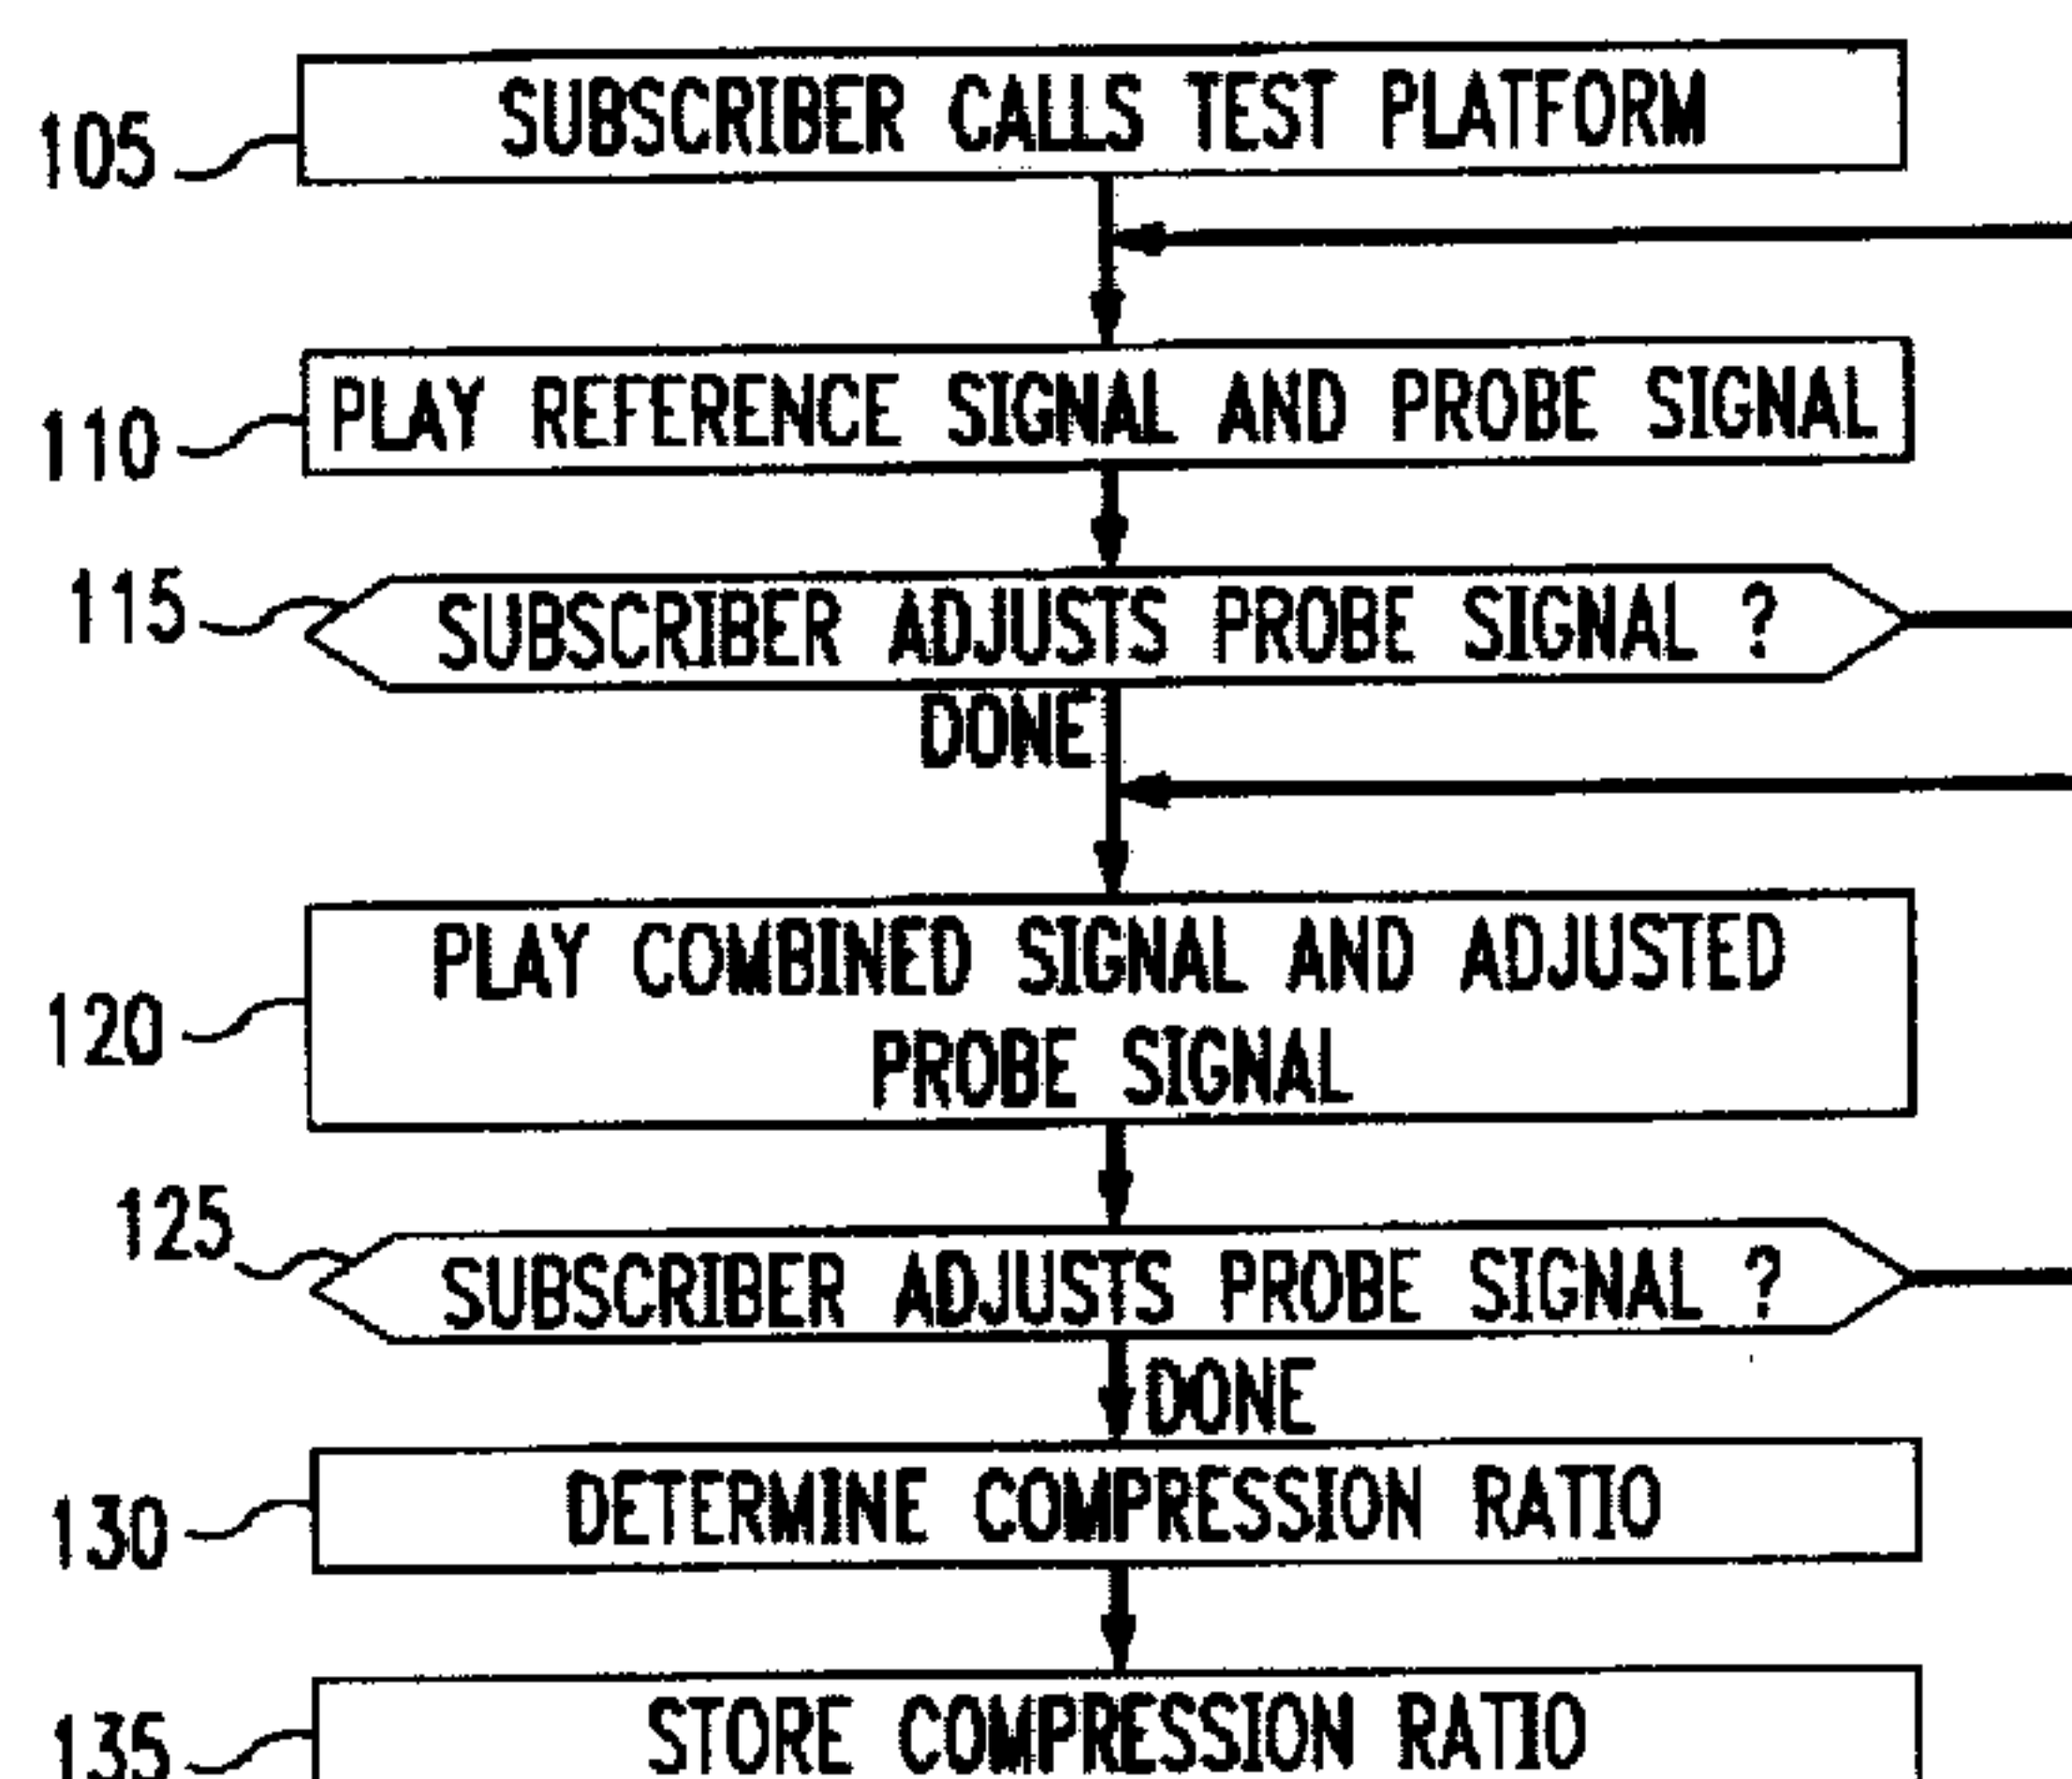 105 SUBSCRIBER CALLS TEST PLATFORM
110 PLAY REFERENCE SIGNAL AND PROBE SIGNAL
115 SUBSCRIBER ADJUSTS PROBE SIGNAL ?
DONE
120 PLAY COMBINED SIGNAL AND ADJUSTED
PROBE SIGNAL
125 SUBSCRIBER ADJUSTS PROBE SIGNAL ?
DONE
130 DETERMINE COMPRESSION RATIO
135 STORE COMPRESSION RATIO